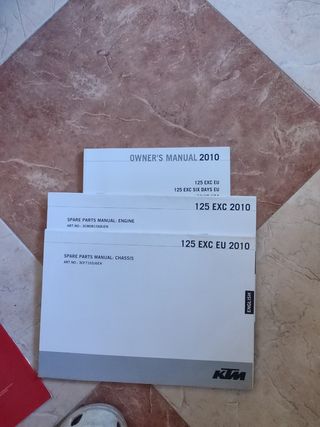 OWNER'S MANUAL 2010
125 EXC EU
125 EXC SIX DAYS EU
125 EXC 2010
SPARE PARTS MANUAL: ENGINE
125 EXC EU 2010
SPARE PARTS MANUAL: CHASSIS
ENGLISH
KTM